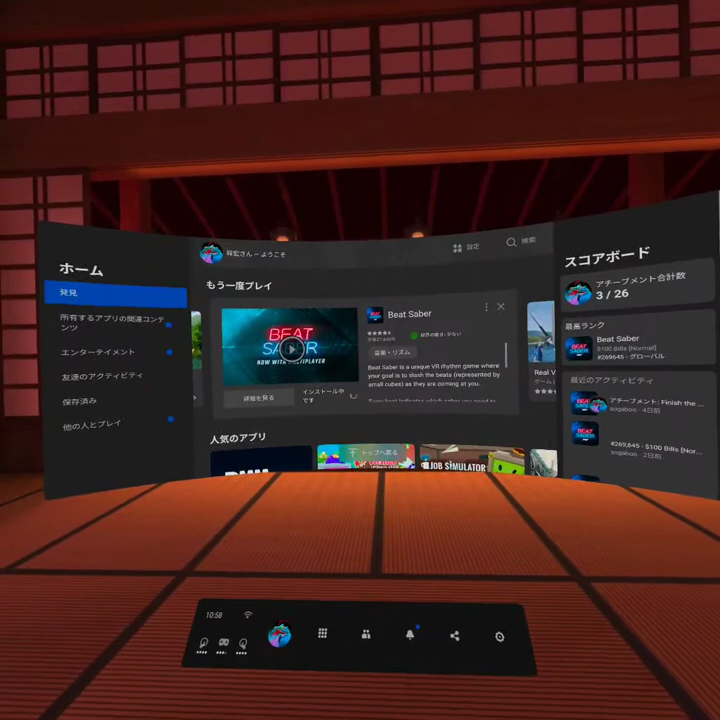 ホーム
発見
所有するアプリの関連コンテ
ンツ
エンターテイメント
友達のアクティビティ
保存済み
他の人とプレイ
祥宏さん – ようこそ
設定
検索
もう一度プレイ
BEAT
SABER
NOW WITH MULTIPLAYER
詳細を見る
インストール中
です
Beat Saber
音楽・リズム
Beat Saber is a unique VR rhythm game where
your goal is to slash the beats (represented by
small cubes) as they are coming at you.
Real V
人気のアプリ
トップへ戻る
JOB SIMULATOR
スコアボード
アチーブメント合計数
3 / 26
最高ランク
Beat Saber
$100 Bills [Normal]
#269645 - グローバル
最近のアクティビティ
アチーブメント: Finish the ...
sogaboo · 4日前
#269,645 - $100 Bills [Nor...
sogaboo · 2日前
10:58